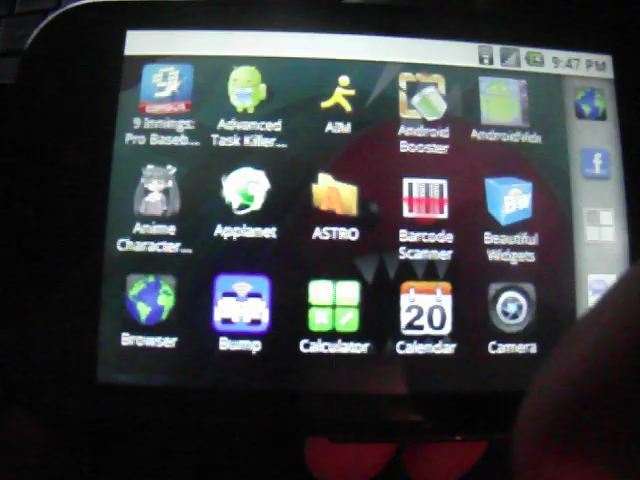 9:47 PM
9 Innings: Pro Baseb...
Advanced Task Killer...
AIM
Android Booster
Anime Character...
Applanet
ASTRO
Barcode Scanner
Beautiful Widgets
BW
Browser
Bump
Calculator
20
Calendar
Camera